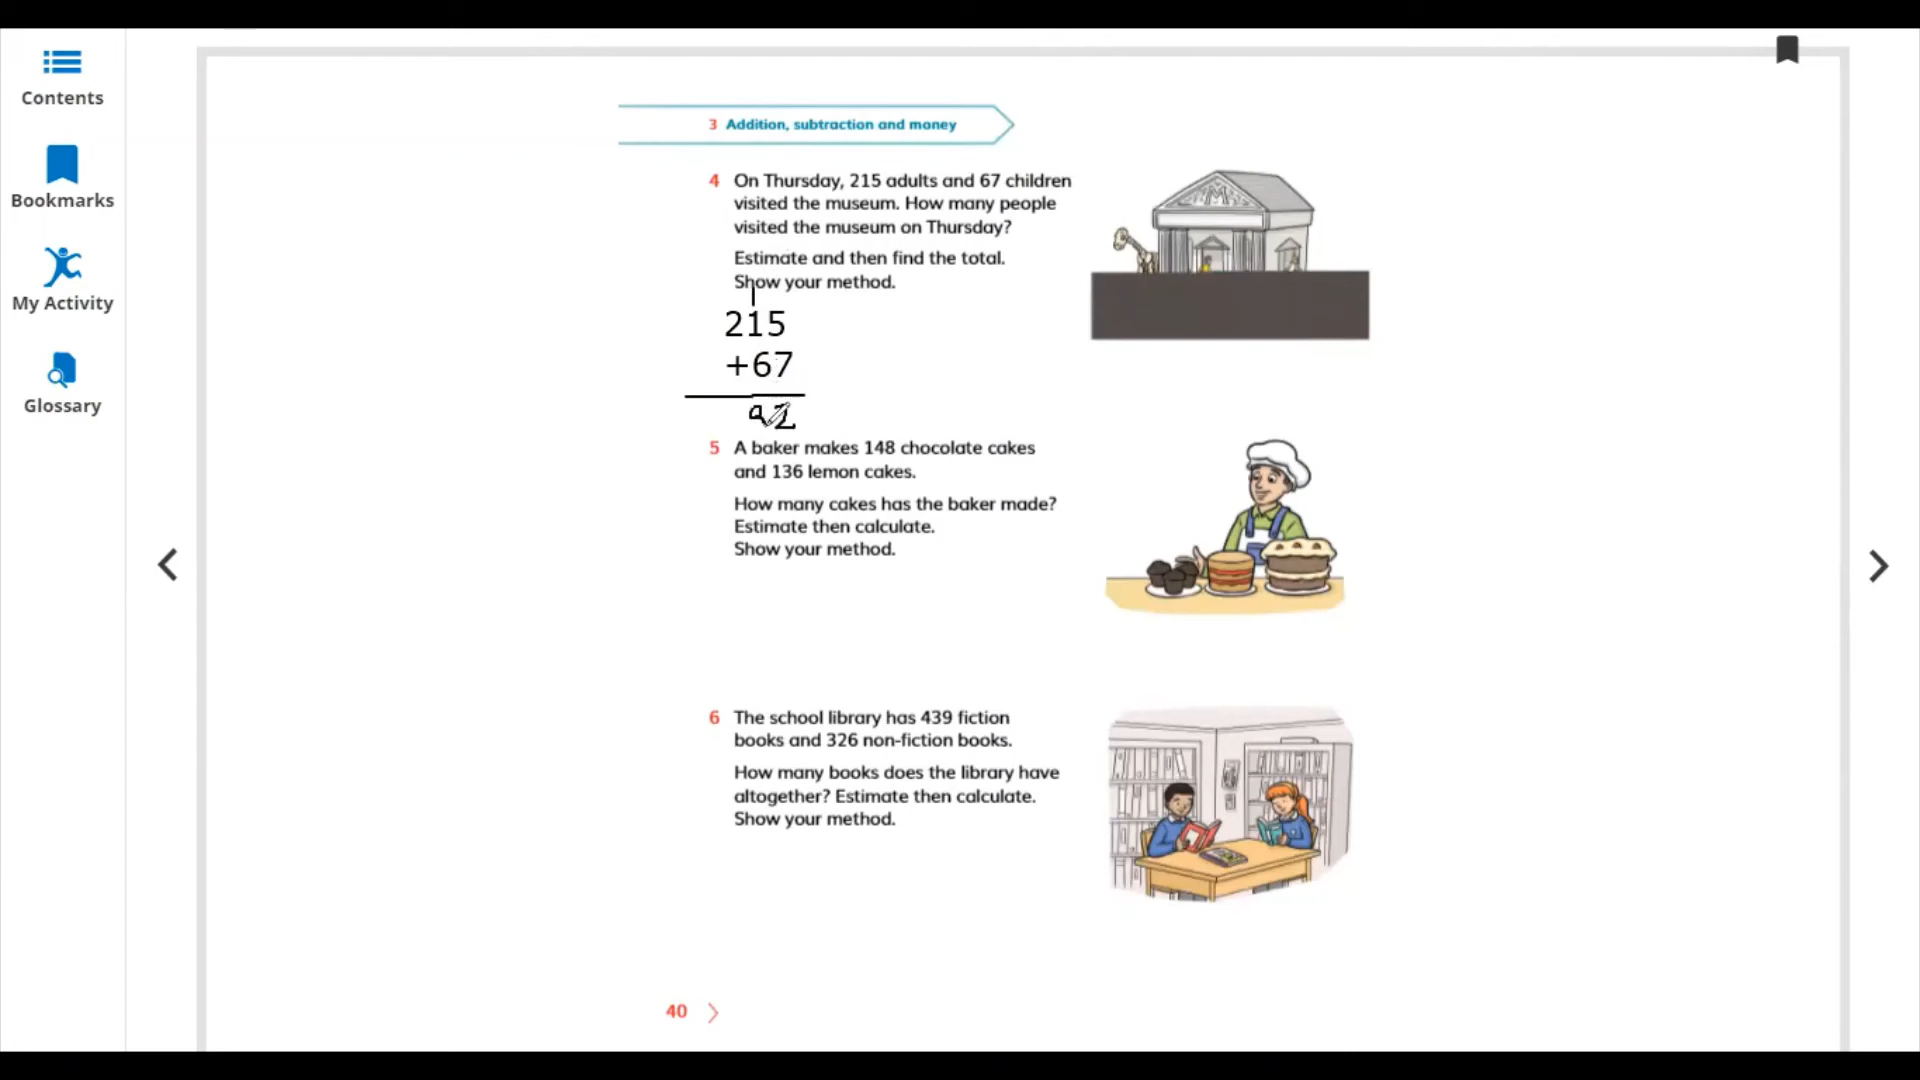 Contents
Bookmarks
My Activity
Glossary
3 Addition, subtraction and money
4 On Thursday, 215 adults and 67 children
visited the museum. How many people
visited the museum on Thursday?
Estimate and then find the total.
Show your method.
1
215
+67
92
5 A baker makes 148 chocolate cakes
and 136 lemon cakes.
How many cakes has the baker made?
Estimate then calculate.
Show your method.
6 The school library has 439 fiction
books and 326 non-fiction books.
How many books does the library have
altogether? Estimate then calculate.
Show your method.
40